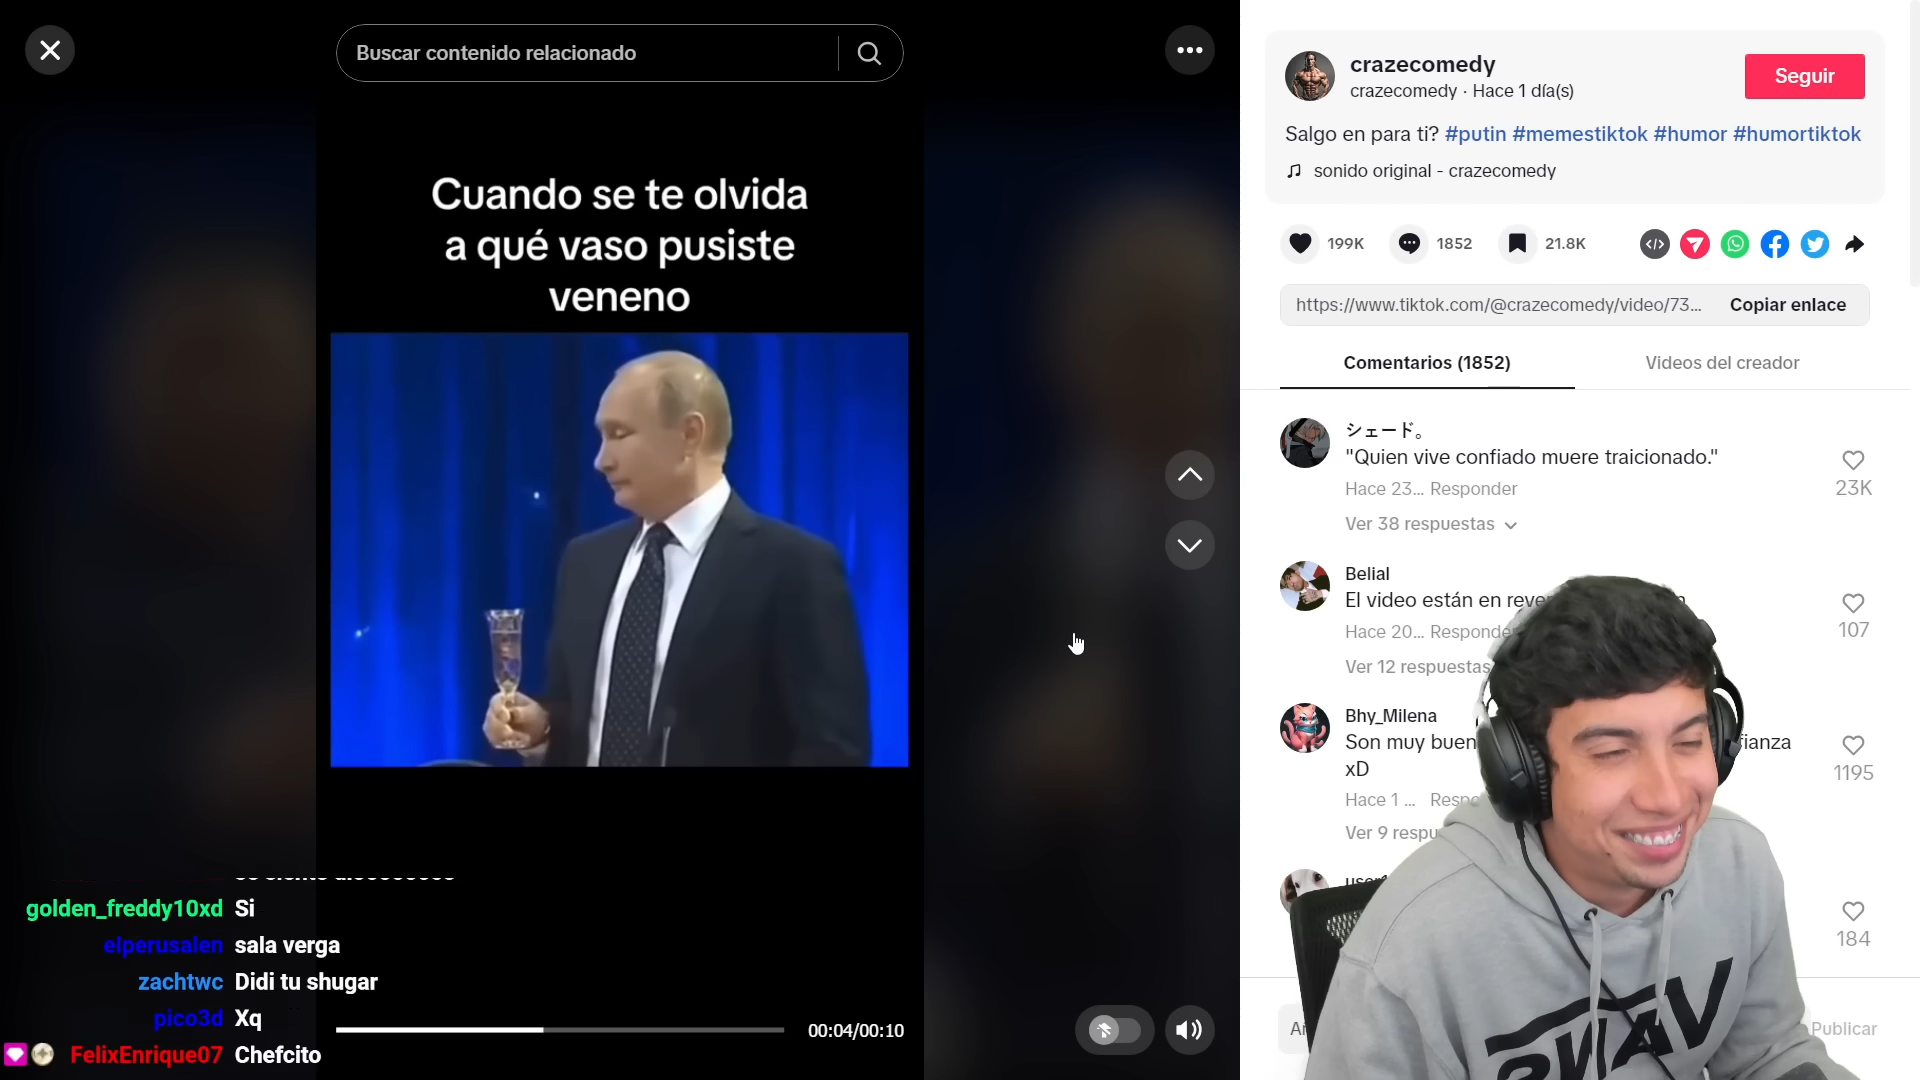 Buscar contenido relacionado
Cuando se te olvida
a qué vaso pusiste
veneno
golden_freddy10xd Si
elperusalen sala verga
zachtwc Didi tu shugar
pico3d Xq
FelixEnrique07 Chefcito
00:04/00:10
crazecomedy
crazecomedy · Hace 1 día(s)
Seguir
Salgo en para ti? #putin #memestiktok #humor #humortiktok
sonido original - crazecomedy
199K
1852
21.8K
https://www.tiktok.com/@crazecomedy/video/73...
Copiar enlace
Comentarios (1852)
Videos del creador
シェード。
"Quien vive confiado muere traicionado."
Hace 23... Responder
23K
Ver 38 respuestas
Belial
El video están en
Hace 20...
107
Ver 12 respuestas
Bhy_Milena
Son muy
xD
1195
Hace 1 ...
Ver 9
184
Publicar